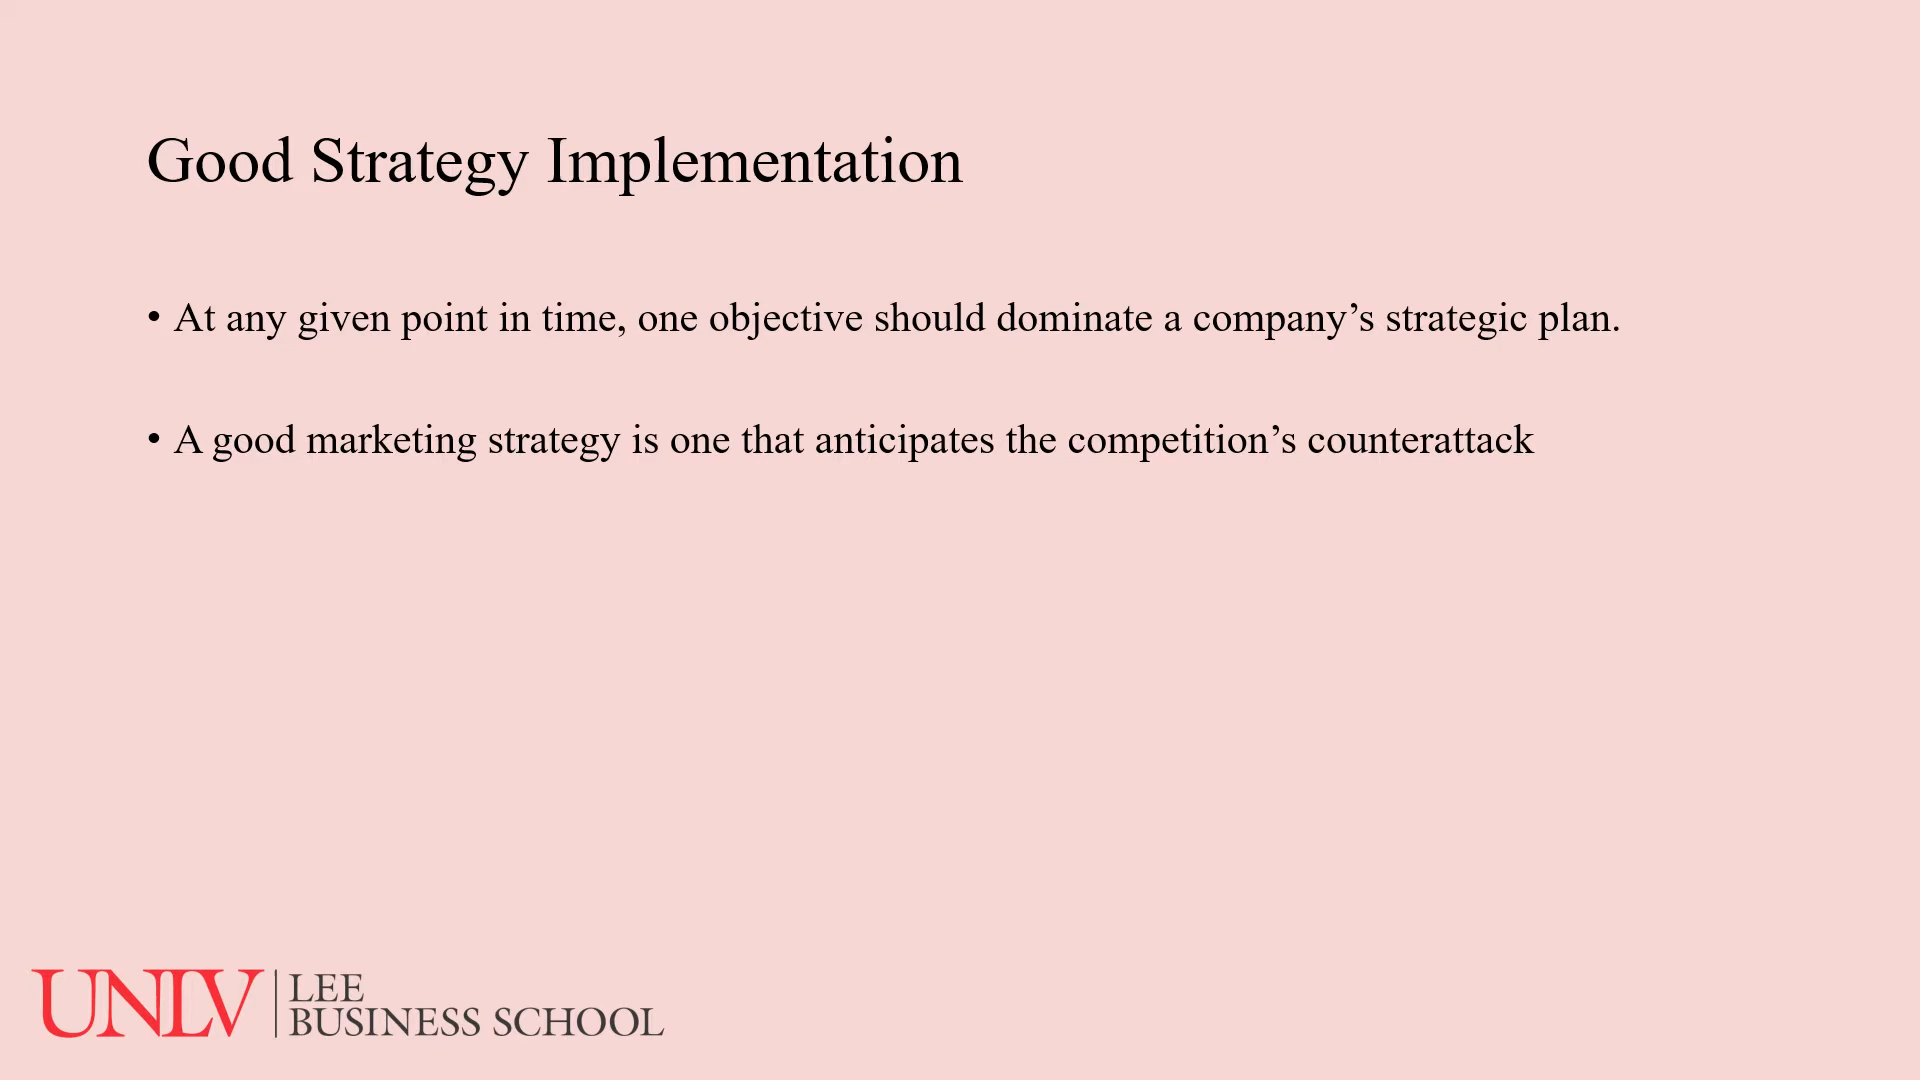 Good Strategy Implementation
• At any given point in time, one objective should dominate a company’s strategic plan.
• A good marketing strategy is one that anticipates the competition’s counterattack
UNLV
LEE
BUSINESS SCHOOL